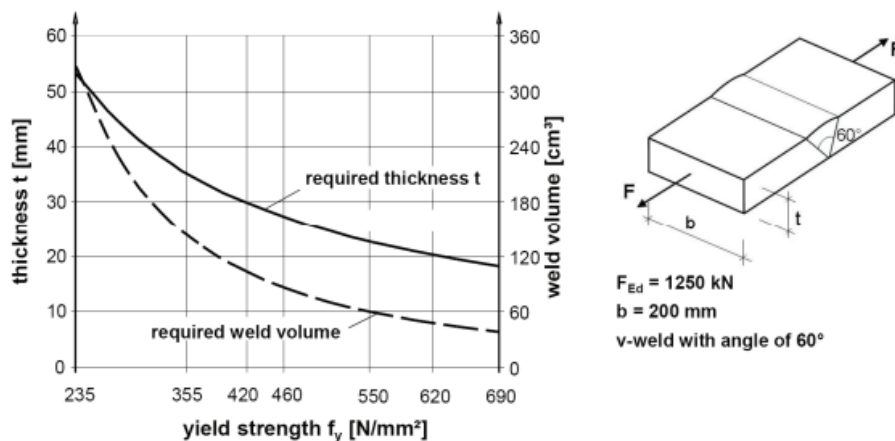 60
50
40
30
20
10
0
thickness t [mm]
360
300
240
180
120
60
0
weld volume [cm³]
required thickness t
required weld volume
235
355
420
460
550
620
690
yield strength fy [N/mm²]
F
60°
F
b
t
FEd = 1250 kN
b = 200 mm
v-weld with angle of 60°